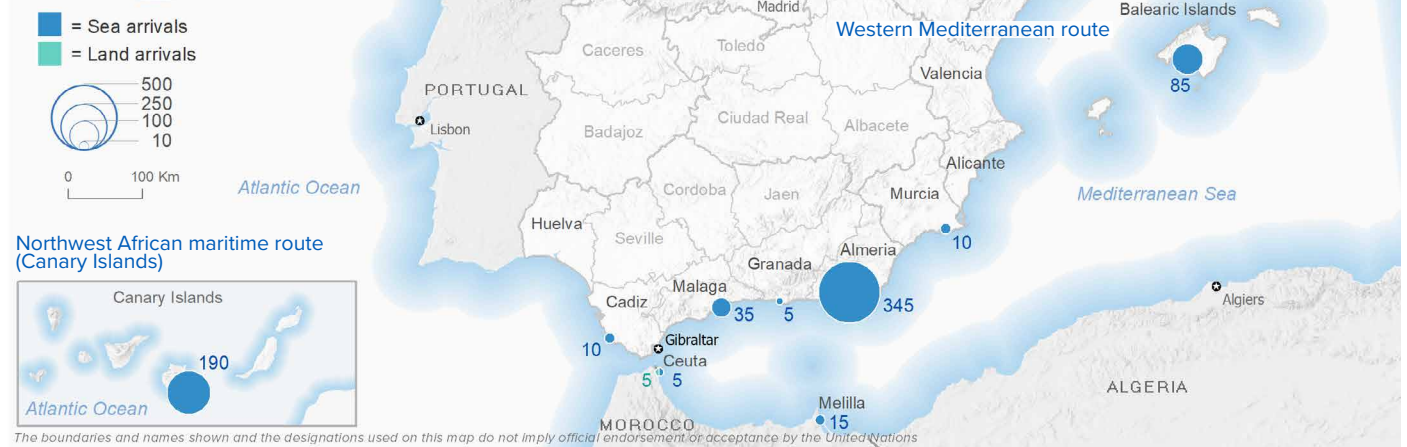 = Sea arrivals
= Land arrivals
500
250
100
10
0 100 Km
Atlantic Ocean
Northwest African maritime route
(Canary Islands)
Canary Islands
190
Atlantic Ocean
PORTUGAL
Lisbon
Madrid
Caceres
Toledo
Western Mediterranean route
Balearic Islands
85
Valencia
Badajoz
Ciudad Real
Albacete
Alicante
Cordoba
Jaen
Murcia
Mediterranean Sea
Huelva
Seville
10
Almeria
Granada
Malaga
Cadiz
35
5
345
Algiers
10
Gibraltar
Ceuta
5 5
ALGERIA
Melilla
15
MOROCCO
The boundaries and names shown and the designations used on this map do not imply official endorsement or acceptance by the United Nations